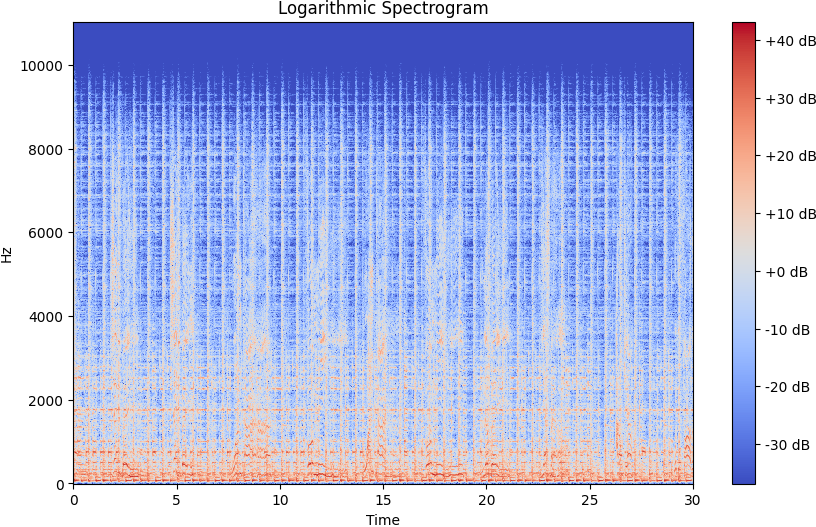 Logarithmic Spectrogram
10000
8000
6000
4000
2000
0
Hz
0 5 10 15 20 25 30
Time
+40 dB
+30 dB
+20 dB
+10 dB
+0 dB
-10 dB
-20 dB
-30 dB